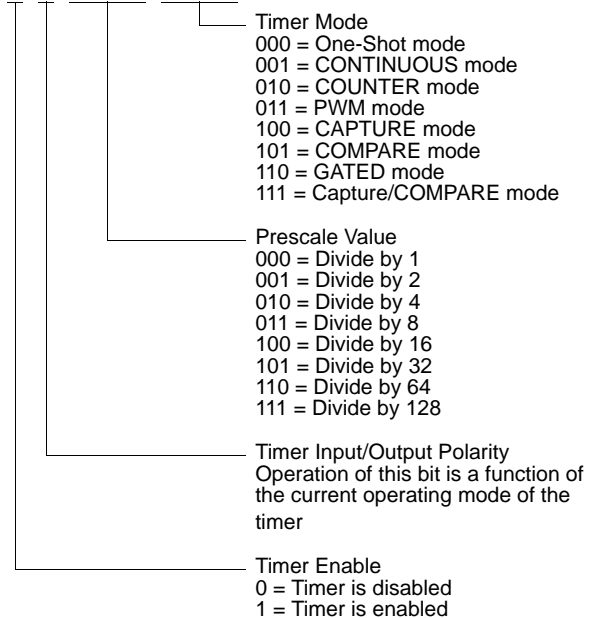 Timer Mode
000 = One-Shot mode
001 = CONTINUOUS mode
010 = COUNTER mode
011 = PWM mode
100 = CAPTURE mode
101 = COMPARE mode
110 = GATED mode
111 = Capture/COMPARE mode
Prescale Value
000 = Divide by 1
001 = Divide by 2
010 = Divide by 4
011 = Divide by 8
100 = Divide by 16
101 = Divide by 32
110 = Divide by 64
111 = Divide by 128
Timer Input/Output Polarity
Operation of this bit is a function of
the current operating mode of the
timer
Timer Enable
0 = Timer is disabled
1 = Timer is enabled